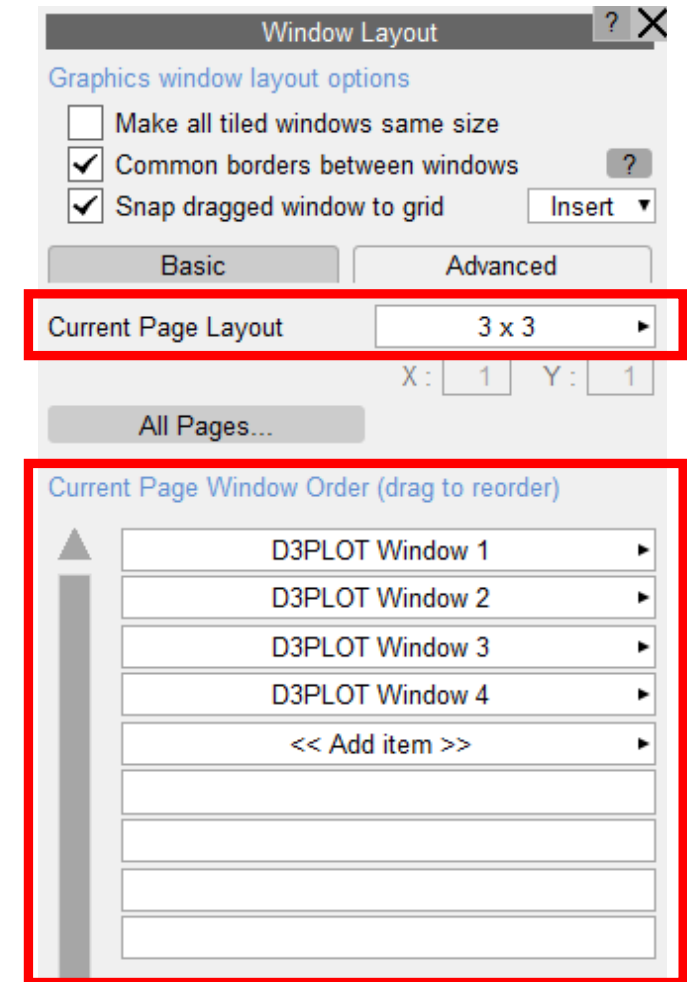 Window Layout ?
Graphics window layout options
Make all tiled windows same size
Common borders between windows ?
Snap dragged window to grid Insert
Basic Advanced
Current Page Layout 3 x 3
X : 1 Y : 1
All Pages...
Current Page Window Order (drag to reorder)
D3PLOT Window 1
D3PLOT Window 2
D3PLOT Window 3
D3PLOT Window 4
<< Add item >>